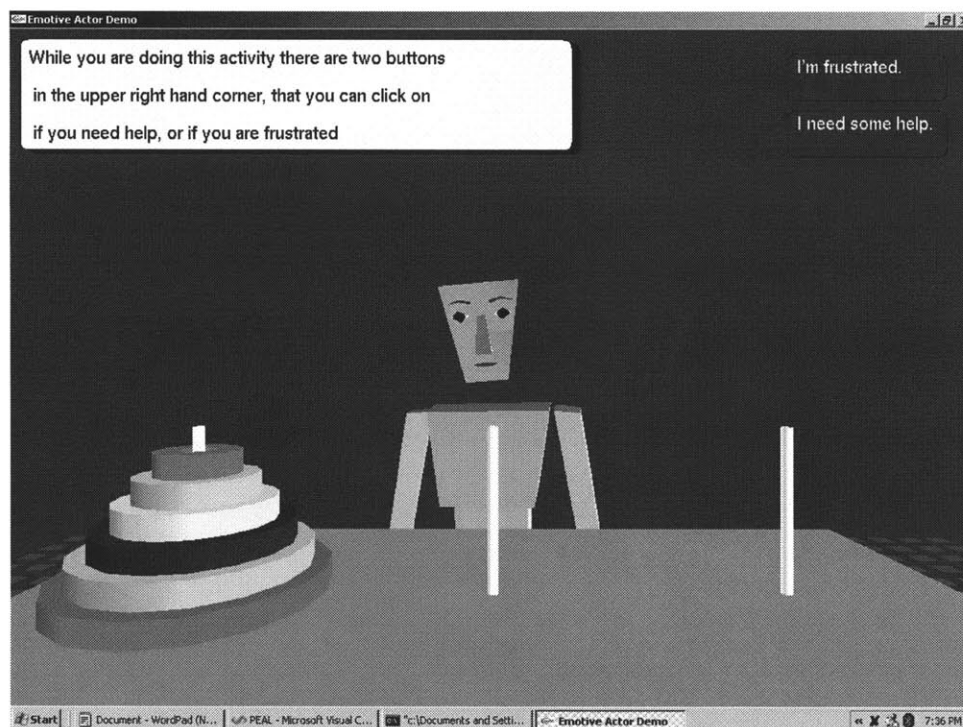 Emotive Actor Demo
While you are doing this activity there are two buttons
in the upper right hand corner, that you can click on
if you need help, or if you are frustrated
I'm frustrated.
I need some help.
Start
Document - WordPad (N...
PEAL - Microsoft Visual C...
"c:\Documents and Setti...
Emotive Actor Demo
7:36 PM